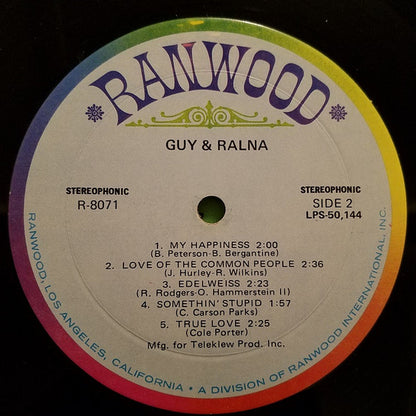 RANWOOD
GUY & RALNA
STEREOPHONIC
R-8071
STEREOPHONIC
SIDE 2
LPS-50,144
1. MY HAPPINESS 2:00
(B. Peterson-B. Bergantine)
2. LOVE OF THE COMMON PEOPLE 2:36
(J. Hurley-R. Wilkins)
3. EDELWEISS 2:23
(R. Rodgers-O. Hammerstein II)
4. SOMETHIN' STUPID 1:57
(C. Carson Parks)
5. TRUE LOVE 2:25
(Cole Porter)
Mfg. for Teleklew Prod. Inc.
RANWOOD, LOS ANGELES, CALIFORNIA • A DIVISION OF RANWOOD INTERNATIONAL, INC.